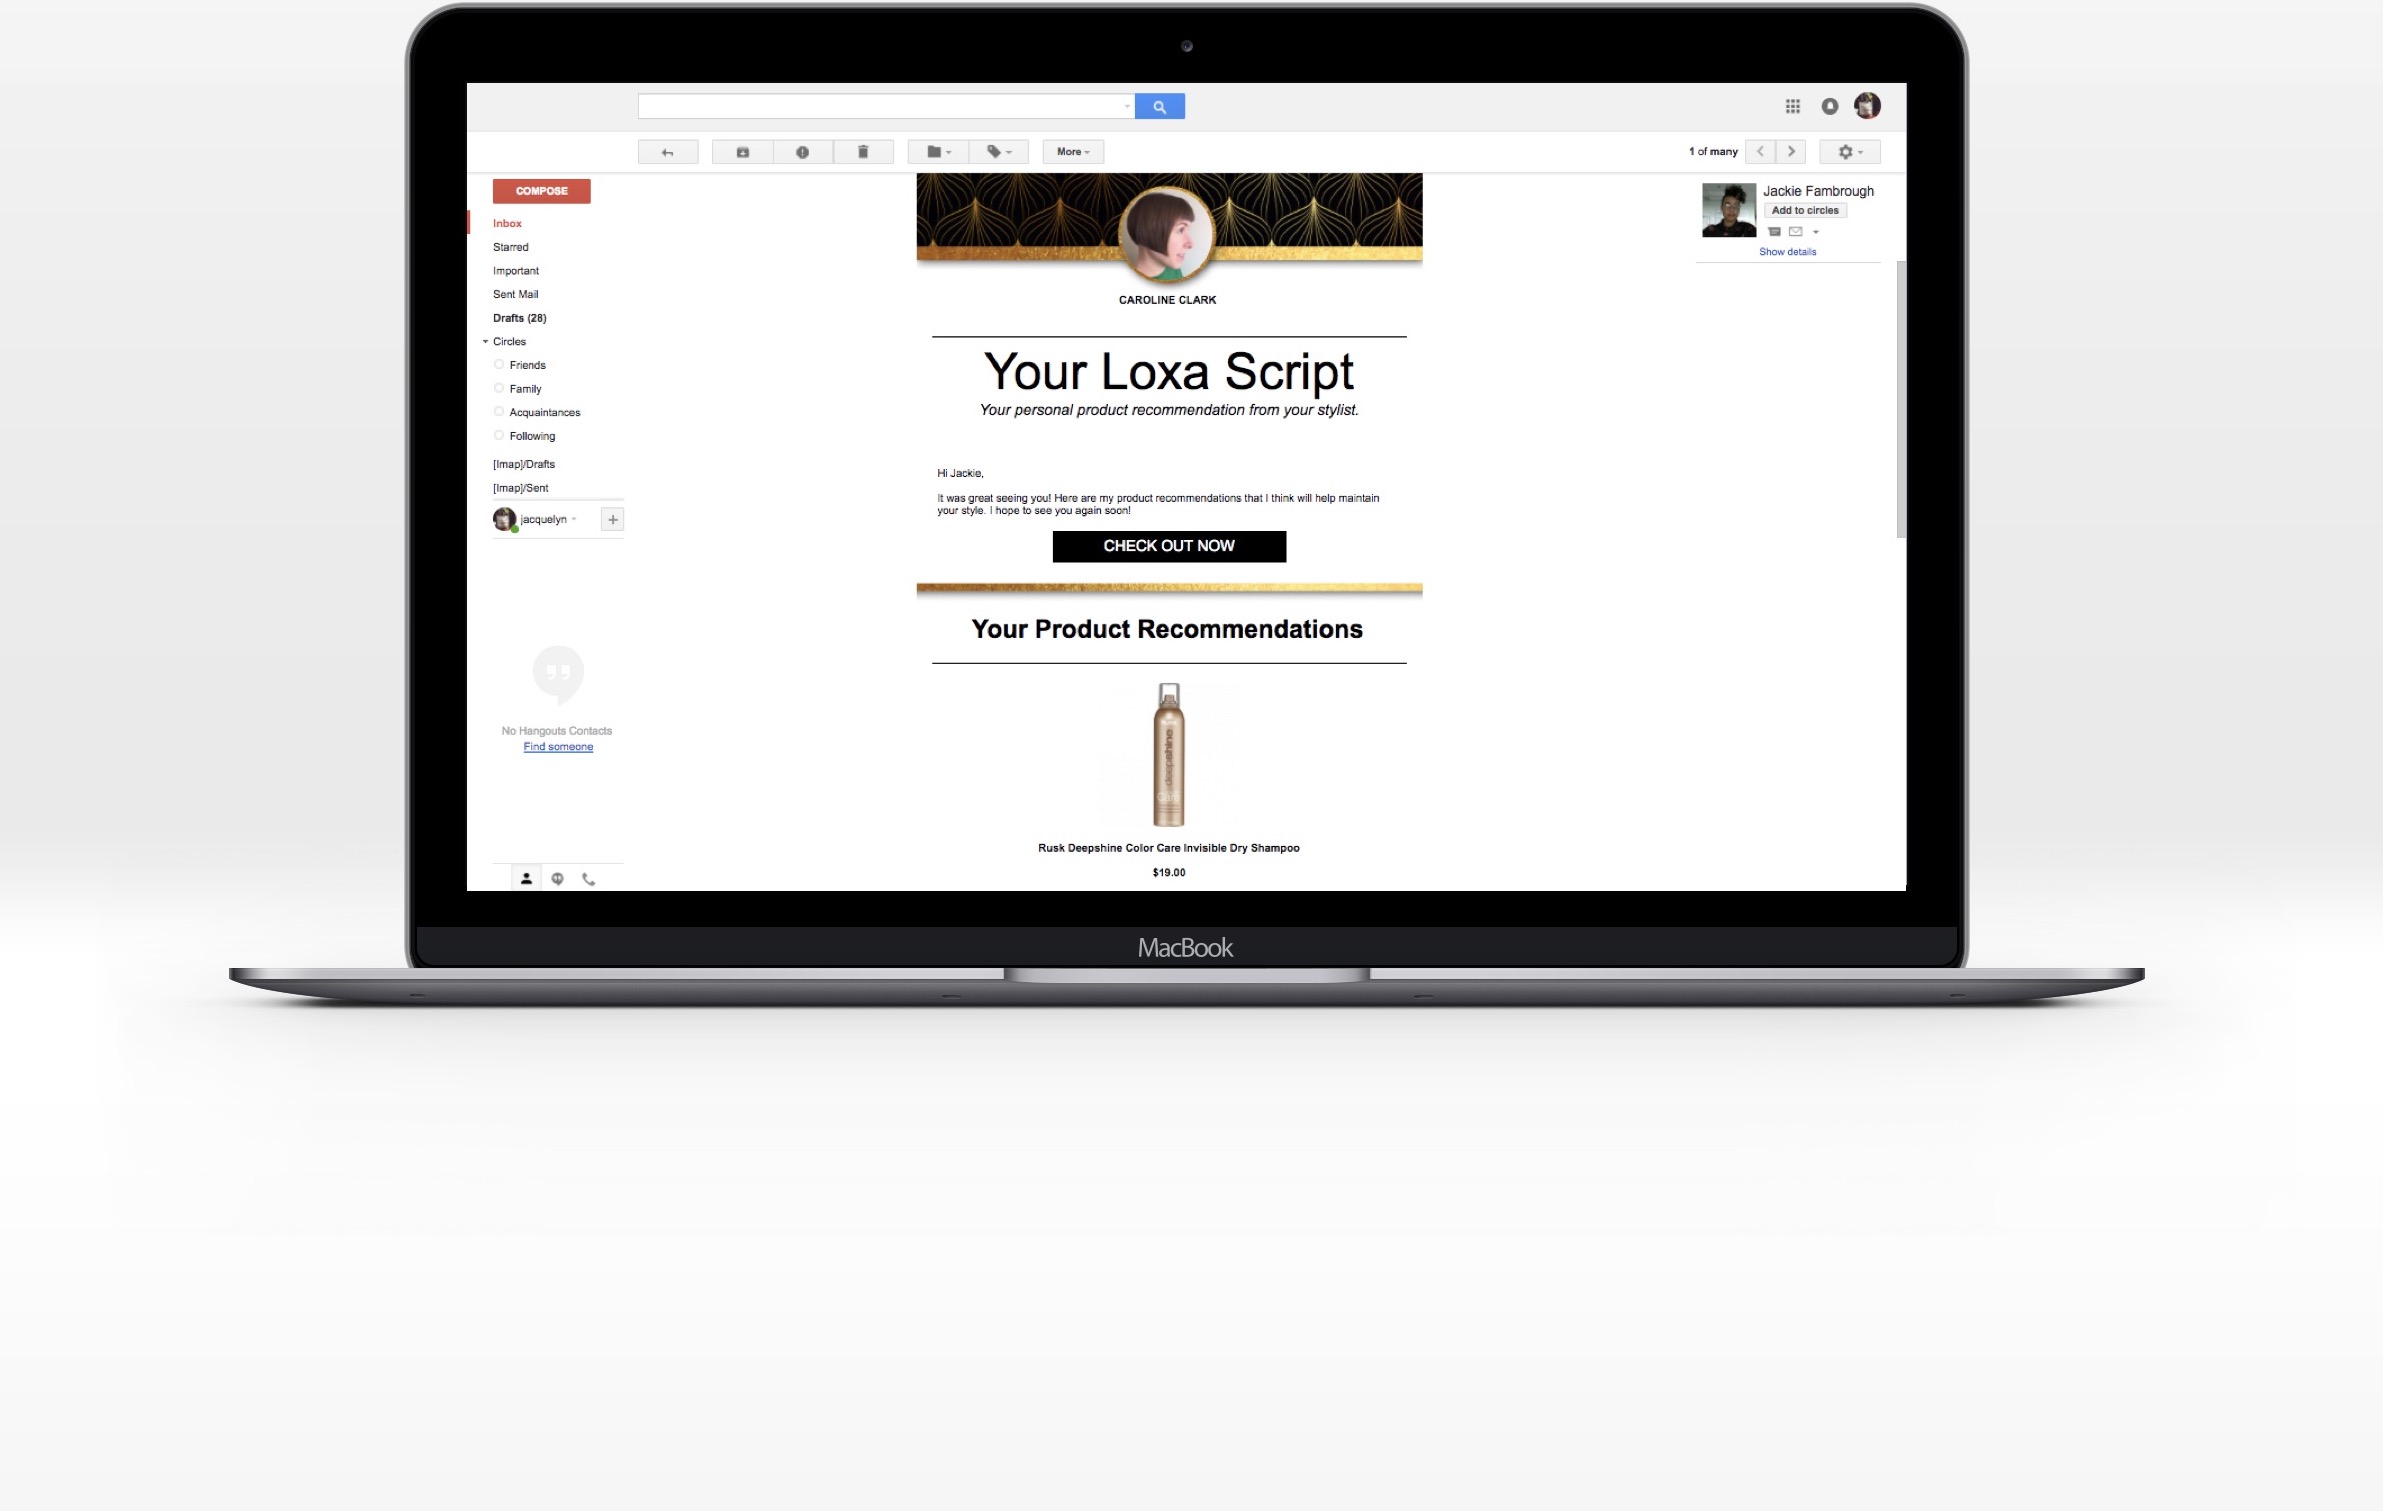 More
1 of many
COMPOSE
Inbox
Starred
Important
Sent Mail
Drafts (28)
Circles
Friends
Family
Acquaintances
Following
[Imap]/Drafts
[Imap]/Sent
jacquelyn
No Hangouts Contacts
Find someone
CAROLINE CLARK
Your Loxa Script
Your personal product recommendation from your stylist.
Hi Jackie,
It was great seeing you! Here are my product recommendations that I think will help maintain
your style. I hope to see you again soon!
CHECK OUT NOW
Your Product Recommendations
deepshine
Care
Rusk Deepshine Color Care Invisible Dry Shampoo
$19.00
Jackie Fambrough
Add to circles
Show details
MacBook